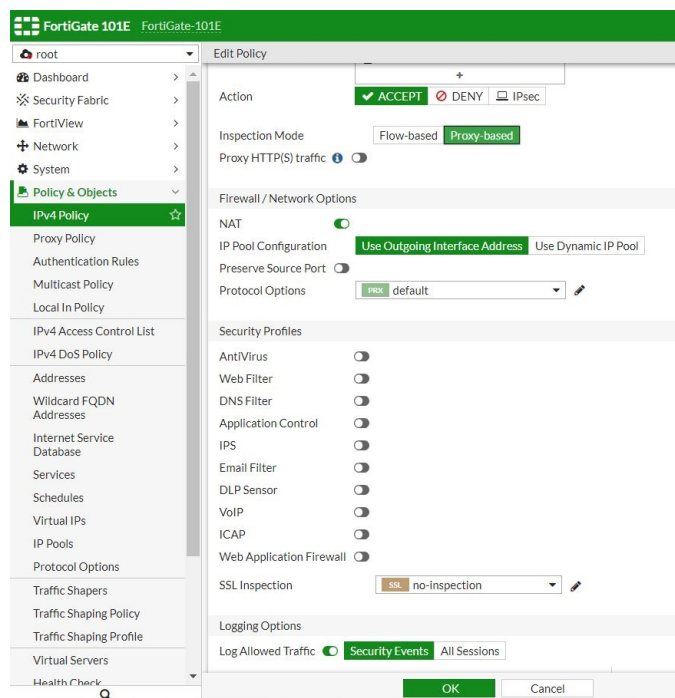 FortiGate 101E FortiGate-101E
root
Edit Policy
Dashboard
Security Fabric
FortiView
Network
System
Policy & Objects
IPv4 Policy
Proxy Policy
Authentication Rules
Multicast Policy
Local In Policy
IPv4 Access Control List
IPv4 DoS Policy
Addresses
Wildcard FQDN
Addresses
Internet Service
Database
Services
Schedules
Virtual IPs
IP Pools
Protocol Options
Traffic Shapers
Traffic Shaping Policy
Traffic Shaping Profile
Virtual Servers
Health Check
+
Action ACCEPT DENY IPsec
Inspection Mode Flow-based Proxy-based
Proxy HTTP(S) traffic
Firewall / Network Options
NAT
IP Pool Configuration Use Outgoing Interface Address Use Dynamic IP Pool
Preserve Source Port
Protocol Options PRX default
Security Profiles
AntiVirus
Web Filter
DNS Filter
Application Control
IPS
Email Filter
DLP Sensor
VoIP
ICAP
Web Application Firewall
SSL Inspection SSL no-inspection
Logging Options
Log Allowed Traffic Security Events All Sessions
OK Cancel